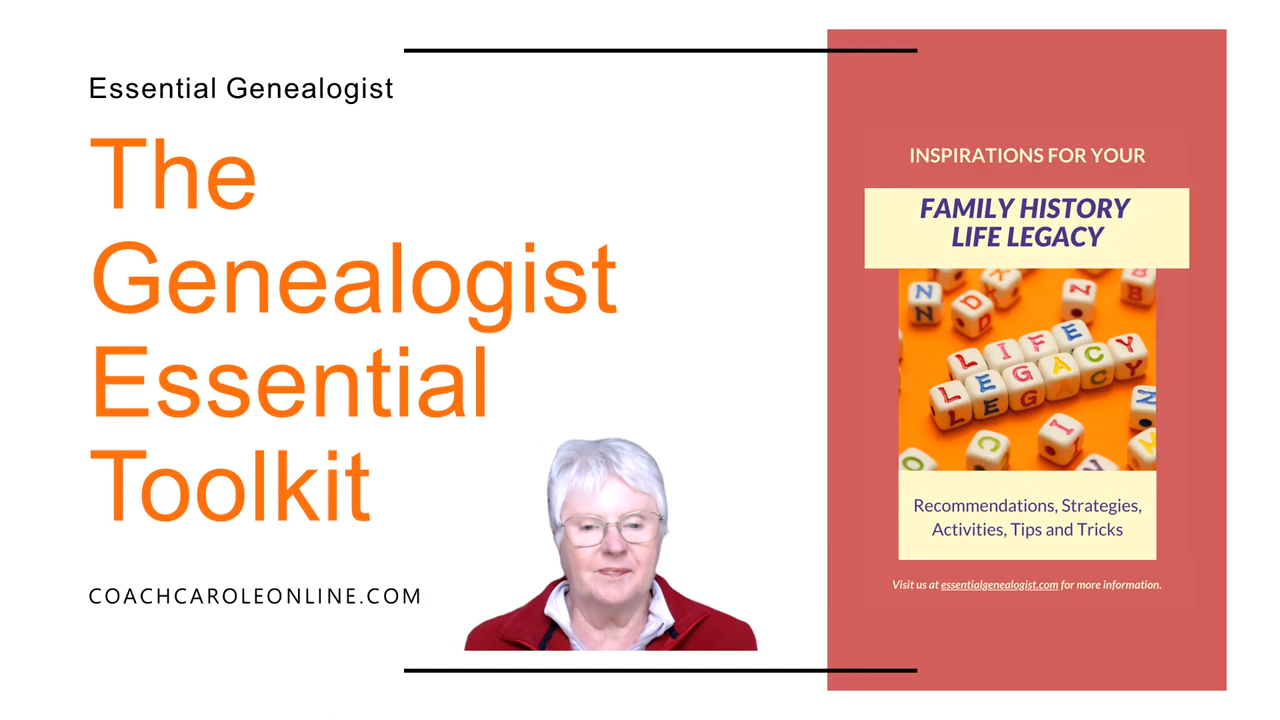 Essential Genealogist
The
Genealogist
Essential
Toolkit
COACHCAROLEONLINE.COM
INSPIRATIONS FOR YOUR
FAMILY HISTORY
LIFE LEGACY
LIFE
LEGACY
Recommendations, Strategies,
Activities, Tips and Tricks
Visit us at essentialgenealogist.com for more information.